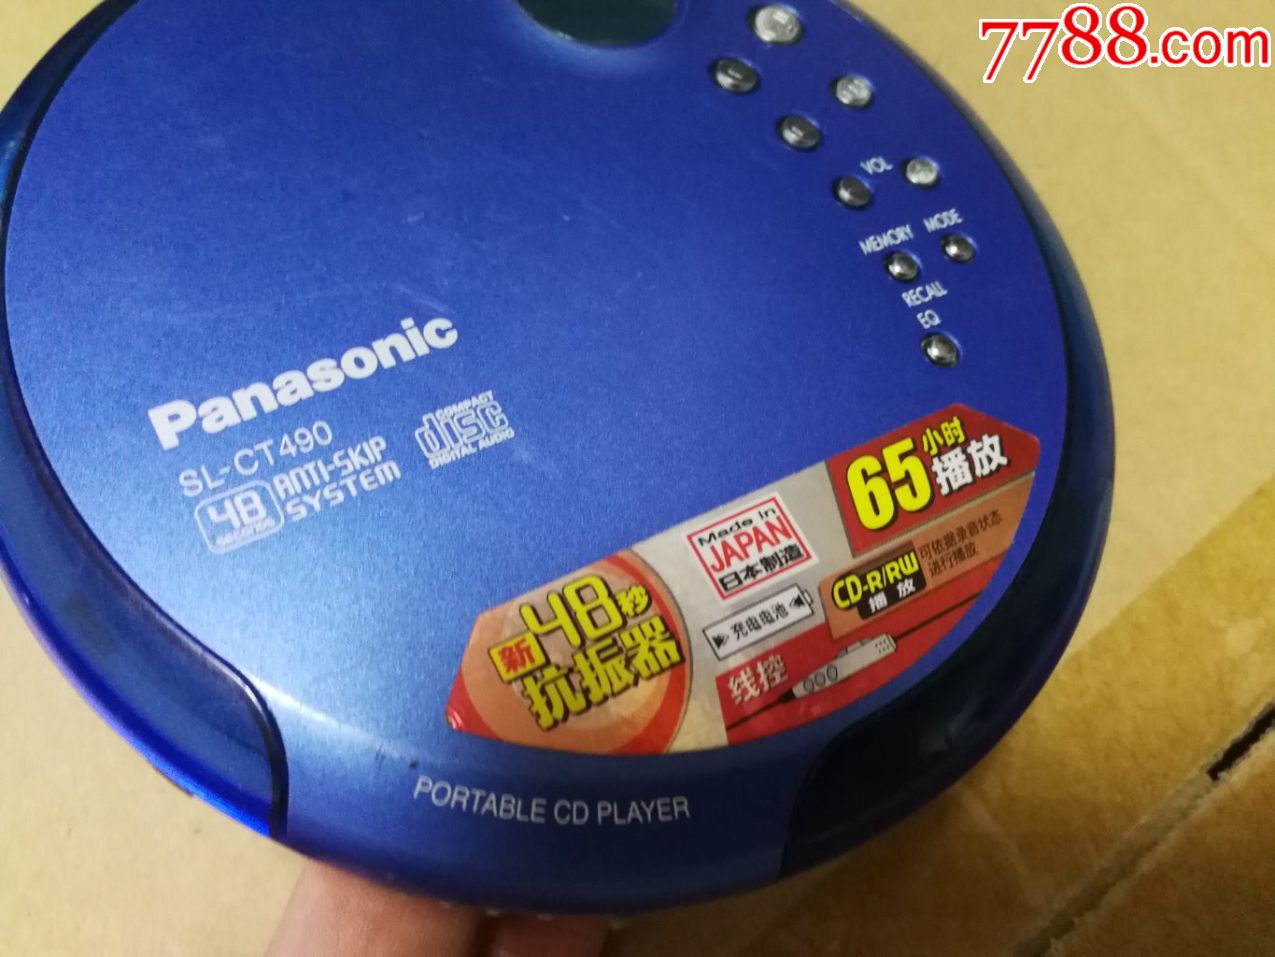 7788.com
VOL
MEMORY MODE
RECALL
EQ
Panasonic
SL-CT490
COMPACT
disc
DIGITAL AUDIO
48 ANTI-SKIP
SYSTEM
65小时
播放
Made in
JAPAN
日本制造
CD-R/RW
播放
可依据录音状态
进行播放
充电电池
线控
新48秒
抗振器
PORTABLE CD PLAYER